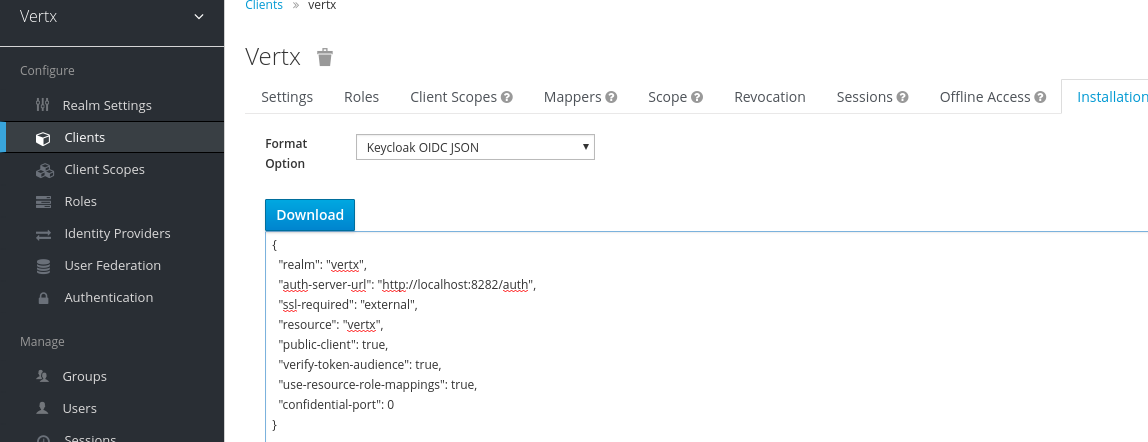 Vertx
Configure
Realm Settings
Clients
Client Scopes
Roles
Identity Providers
User Federation
Authentication
Manage
Groups
Users
Sessions
Clients » vertx
Vertx
Settings Roles Client Scopes ? Mappers ? Scope ? Revocation Sessions ? Offline Access ? Installation
Format
Option
Keycloak OIDC JSON
Download
{
"realm": "vertx",
"auth-server-url": "http://localhost:8282/auth",
"ssl-required": "external",
"resource": "vertx",
"public-client": true,
"verify-token-audience": true,
"use-resource-role-mappings": true,
"confidential-port": 0
}